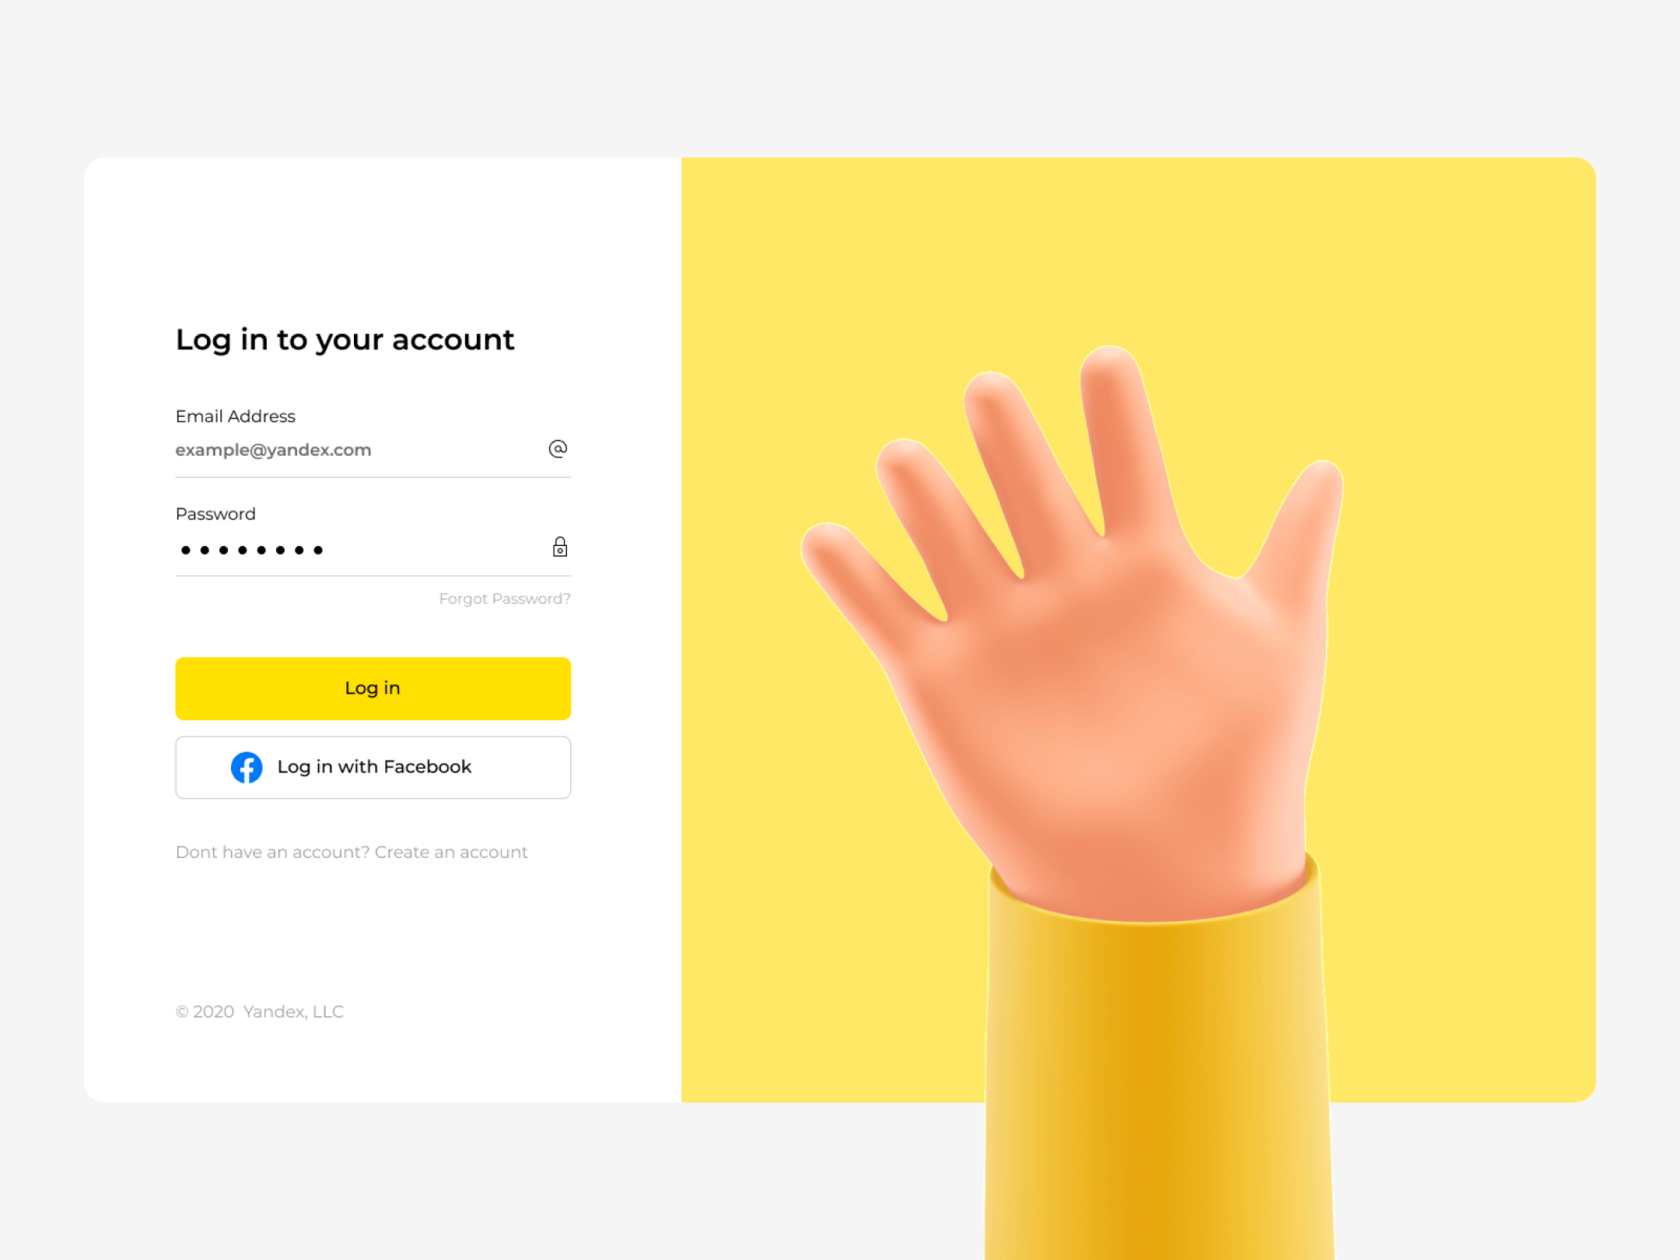 Log in to your account
Email Address
example@yandex.com
Password
••••••••
Forgot Password?
Log in
Log in with Facebook
Dont have an account? Create an account
© 2020 Yandex, LLC